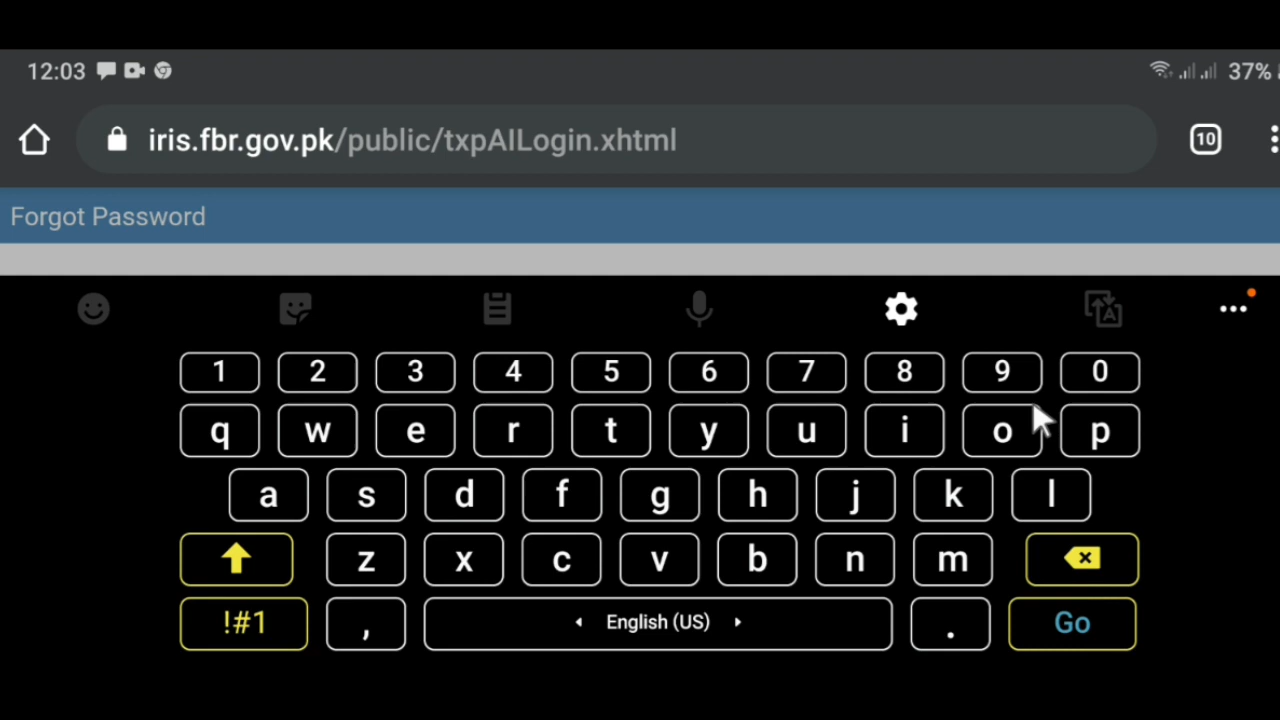 12:03 37%
iris.fbr.gov.pk/public/txpAILogin.xhtml 10
Forgot Password
1 2 3 4 5 6 7 8 9 0
q w e r t y u i o p
a s d f g h j k l
z x c v b n m
!#1 , English (US) . Go